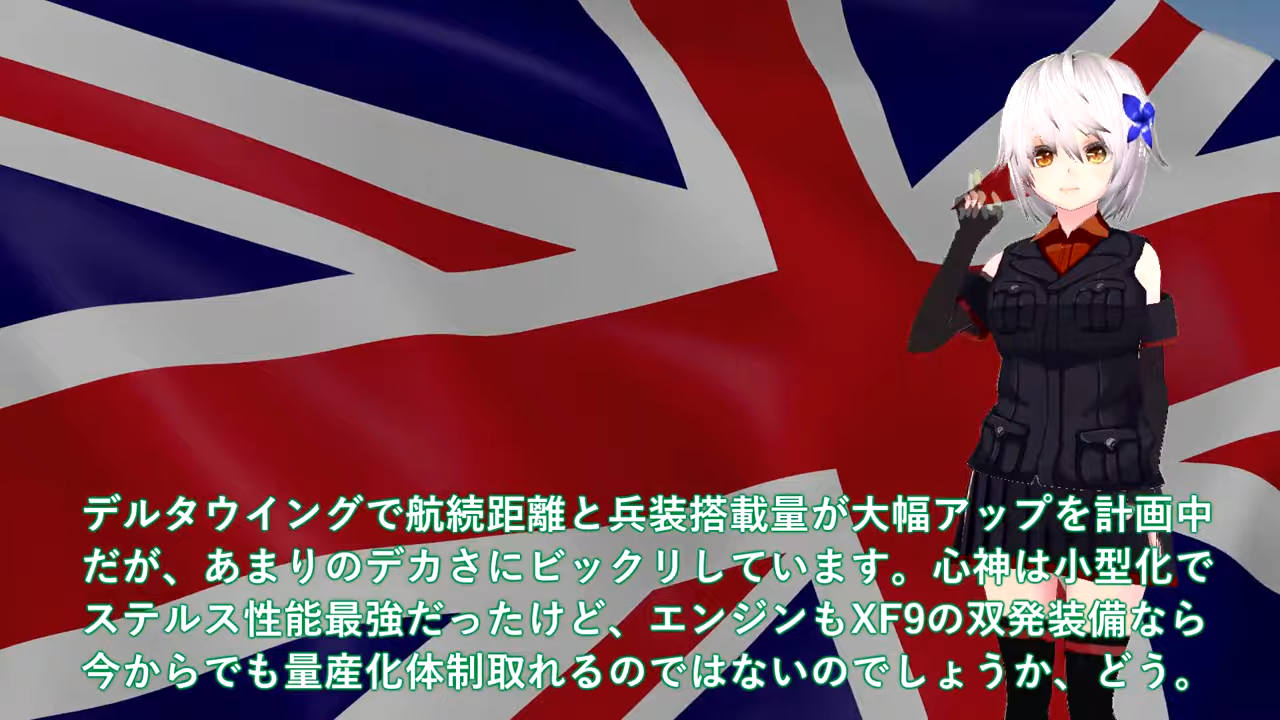 デルタウイングで航続距離と兵装搭載量が大幅アップを計画中
だが、あまりのデカさにビックリしています。心神は小型化で
ステルス性能最強だったけど、エンジンもXF9の双発装備なら
今からでも量産化体制取れるのではないのでしょうか、どう。